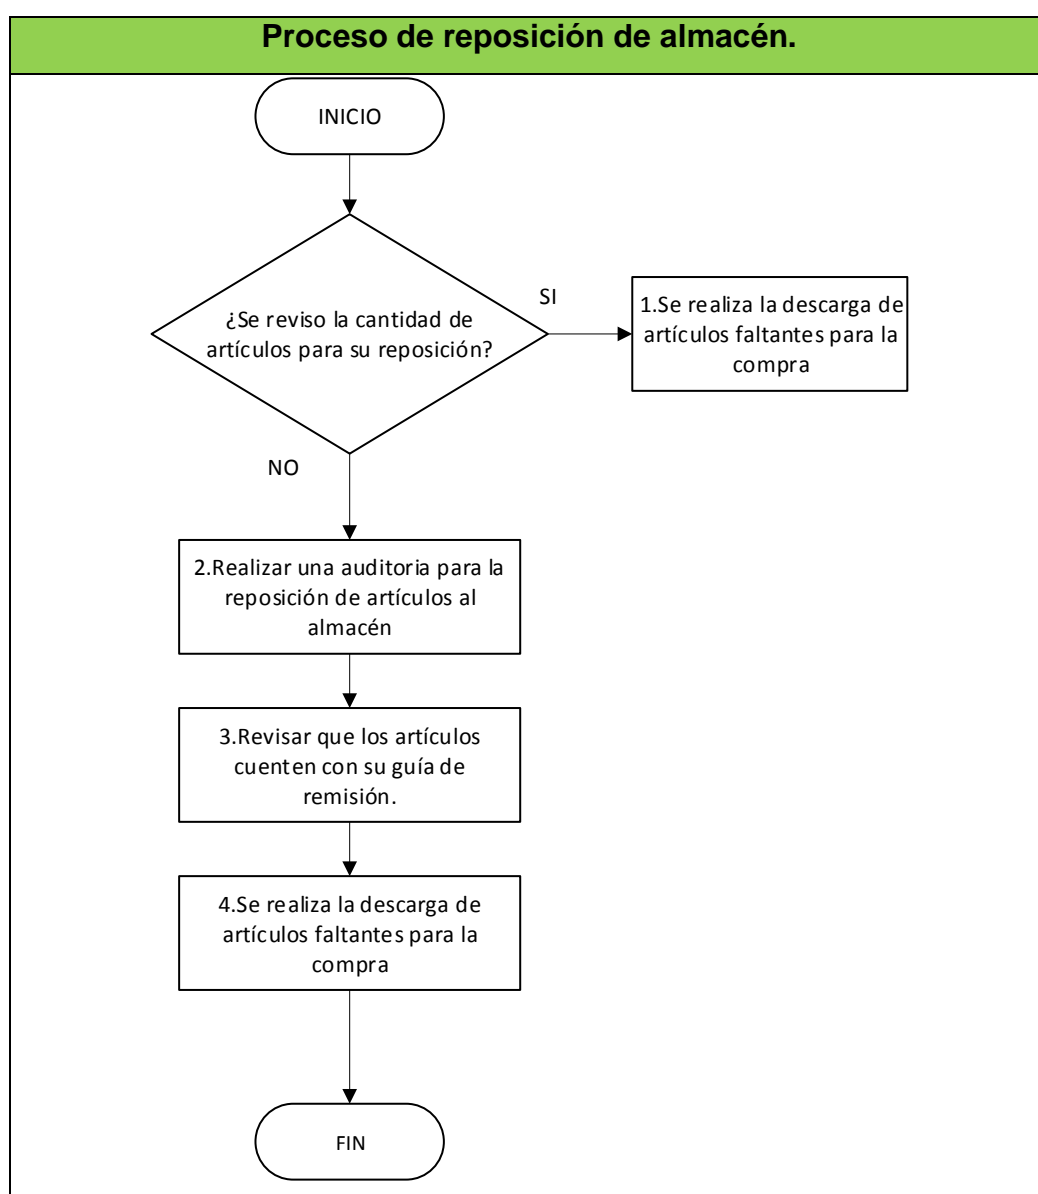 Proceso de reposición de almacén.
INICIO
¿Se reviso la cantidad de
artículos para su reposición?
SI
1.Se realiza la descarga de
artículos faltantes para la
compra
NO
2.Realizar una auditoria para la
reposición de artículos al
almacén
3.Revisar que los artículos
cuenten con su guía de
remisión.
4.Se realiza la descarga de
artículos faltantes para la
compra
FIN